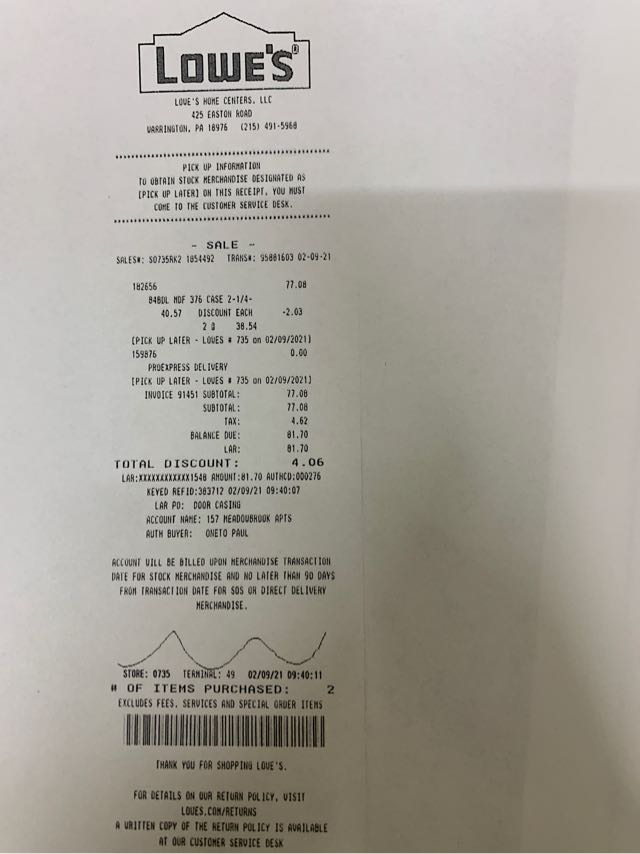 LOWE'S®
LOWE'S HOME CENTERS, LLC
425 EASTON ROAD
WARRINGTON, PA 18976 (215) 491-5968
PICK UP INFORMATION
TO OBTAIN STOCK MERCHANDISE DESIGNATED AS
[PICK UP LATER] ON THIS RECEIPT, YOU MUST
COME TO THE CUSTOMER SERVICE DESK.
- SALE -
SALES#: S0735RK2 1854492 TRANS#: 95881603 02-09-21
182656 77.08
848DL MDF 376 CASE 2-1/4-
40.57 DISCOUNT EACH -2.03
2 @ 38.54
[PICK UP LATER - LOWES # 735 on 02/09/2021]
159876 0.00
PROEXPRESS DELIVERY
[PICK UP LATER - LOWES # 735 on 02/09/2021]
INVOICE 91451 SUBTOTAL: 77.08
SUBTOTAL: 77.08
TAX: 4.62
BALANCE DUE: 81.70
LAR: 81.70
TOTAL DISCOUNT: 4.06
LAR:XXXXXXXXXXXX1548 AMOUNT:81.70 AUTHCD:000276
KEYED REFID:383712 02/09/21 09:40:07
LAR PO: DOOR CASING
ACCOUNT NAME: 157 MEADOWBROOK APTS
AUTH BUYER: ONETO PAUL
ACCOUNT WILL BE BILLED UPON MERCHANDISE TRANSACTION
DATE FOR STOCK MERCHANDISE AND NO LATER THAN 90 DAYS
FROM TRANSACTION DATE FOR SOS OR DIRECT DELIVERY
MERCHANDISE.
STORE: 0735 TERMINAL: 49 02/09/21 09:40:11
# OF ITEMS PURCHASED: 2
EXCLUDES FEES, SERVICES AND SPECIAL ORDER ITEMS
THANK YOU FOR SHOPPING LOWE'S.
FOR DETAILS ON OUR RETURN POLICY, VISIT
LOWES.COM/RETURNS
A WRITTEN COPY OF THE RETURN POLICY IS AVAILABLE
AT OUR CUSTOMER SERVICE DESK